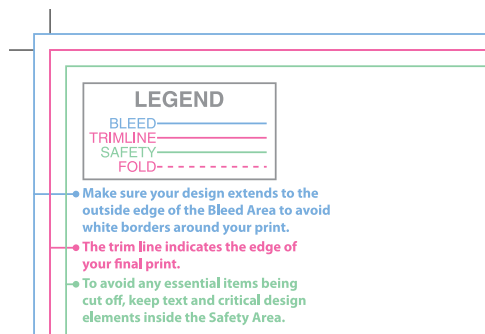 LEGEND
BLEED
TRIMLINE
SAFETY
FOLD
Make sure your design extends to the
outside edge of the Bleed Area to avoid
white borders around your print.
The trim line indicates the edge of
your final print.
To avoid any essential items being
cut off, keep text and critical design
elements inside the Safety Area.